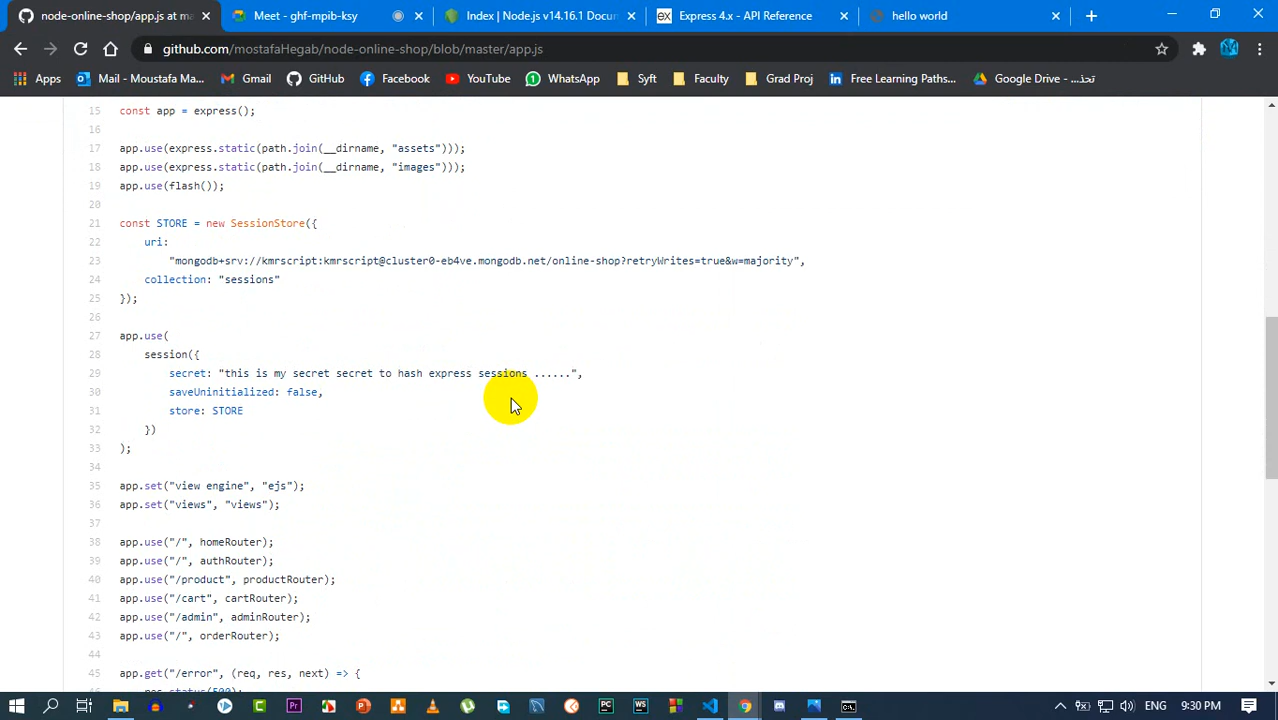 node-online-shop/app.js at ma
Meet - ghf-mpib-ksy
Index | Node.js v14.16.1 Docum
ex
Express 4.x - API Reference
hello world
github.com/mostafaHegab/node-online-shop/blob/master/app.js
Apps
Mail - Moustafa Ma...
Gmail
GitHub
Facebook
YouTube
WhatsApp
Syft
Faculty
Grad Proj
Free Learning Paths...
Google Drive - تحذ...
15 const app = express();
16
17 app.use(express.static(path.join(__dirname, "assets")));
18 app.use(express.static(path.join(__dirname, "images")));
19 app.use(flash());
20
21 const STORE = new SessionStore({
22 uri:
23 "mongodb+srv://kmrscript:kmrscript@cluster0-eb4ve.mongodb.net/online-shop?retryWrites=true&w=majority",
24 collection: "sessions"
25 });
26
27 app.use(
28 session({
29 secret: "this is my secret secret to hash express sessions ......",
30 saveUninitialized: false,
31 store: STORE
32 })
33 );
34
35 app.set("view engine", "ejs");
36 app.set("views", "views");
37
38 app.use("/", homeRouter);
39 app.use("/", authRouter);
40 app.use("/product", productRouter);
41 app.use("/cart", cartRouter);
42 app.use("/admin", adminRouter);
43 app.use("/", orderRouter);
44
45 app.get("/error", (req, res, next) => {
46 res.status(500);
ENG
9:30 PM